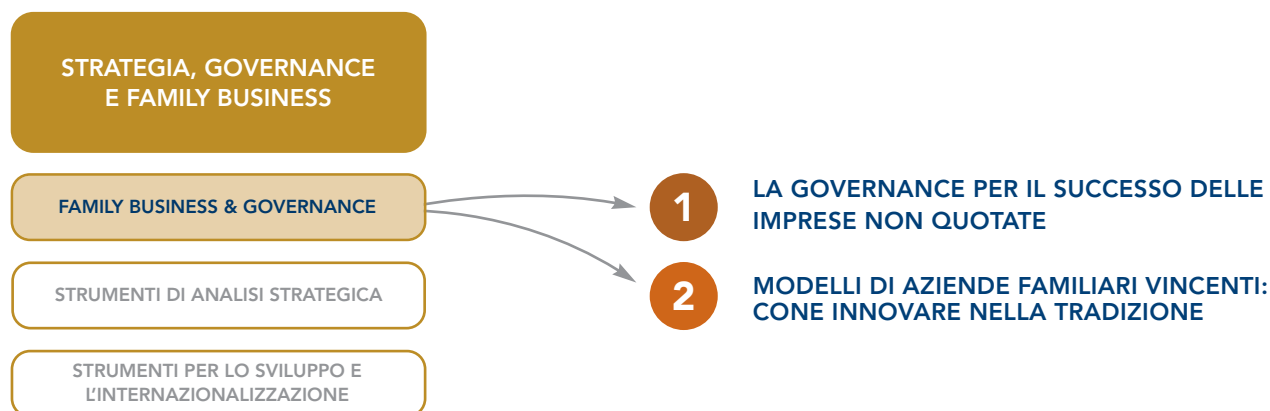 STRATEGIA, GOVERNANCE
E FAMILY BUSINESS
FAMILY BUSINESS & GOVERNANCE
STRUMENTI DI ANALISI STRATEGICA
STRUMENTI PER LO SVILUPPO E
L'INTERNAZIONALIZZAZIONE
1
LA GOVERNANCE PER IL SUCCESSO DELLE
IMPRESE NON QUOTATE
2
MODELLI DI AZIENDE FAMILIARI VINCENTI:
CONE INNOVARE NELLA TRADIZIONE